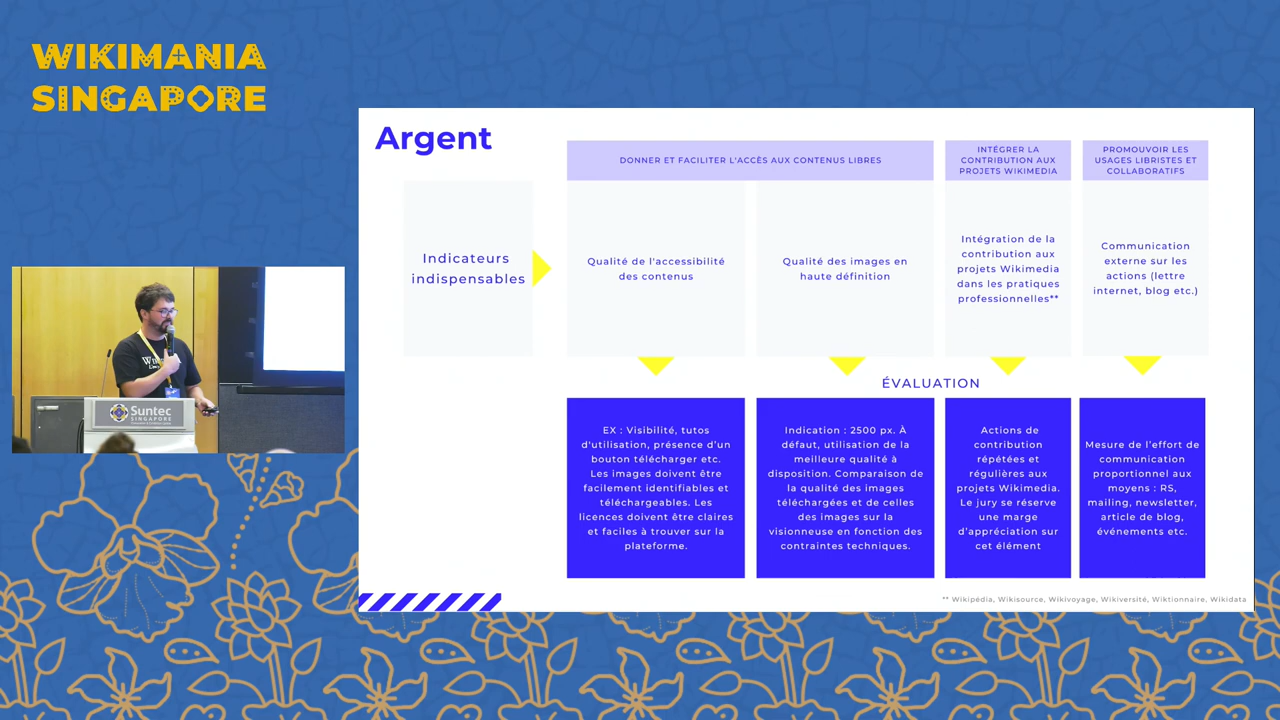 WIKIMANIA
SINGAPORE
Argent
DONNER ET FACILITER L'ACCÈS AUX CONTENUS LIBRES
INTÉGRER LA
CONTRIBUTION AUX
PROJETS WIKIMEDIA
PROMOUVOIR LES
USAGES LIBRISTES ET
COLLABORATIFS
Indicateurs
indispensables
Qualité de l'accessibilité
des contenus
Qualité des images en
haute définition
Intégration de la
contribution aux
projets Wikimedia
dans les pratiques
professionnelles**
Communication
externe sur les
actions (lettre
internet, blog etc.)
ÉVALUATION
EX : Visibilité, tutos
d'utilisation, présence d'un
bouton télécharger etc.
Les images doivent être
facilement identifiables et
téléchargeables. Les
licences doivent être claires
et faciles à trouver sur la
plateforme.
Indication : 2500 px. À
défaut, utilisation de la
meilleure qualité à
disposition. Comparaison de
la qualité des images
téléchargées et de celles
des images sur la
visionneuse en fonction des
contraintes techniques.
Actions de
contribution
répétées et
régulières aux
projets Wikimedia.
Le jury se réserve
une marge
d'appréciation sur
cet élément
Mesure de l'effort de
communication
proportionnel aux
moyens : RS,
mailing, newsletter,
article de blog,
événements etc.
** Wikipédia, Wikisource, Wikivoyage, Wikiversité, Wiktionnaire, Wikidata
Suntec
SINGAPORE